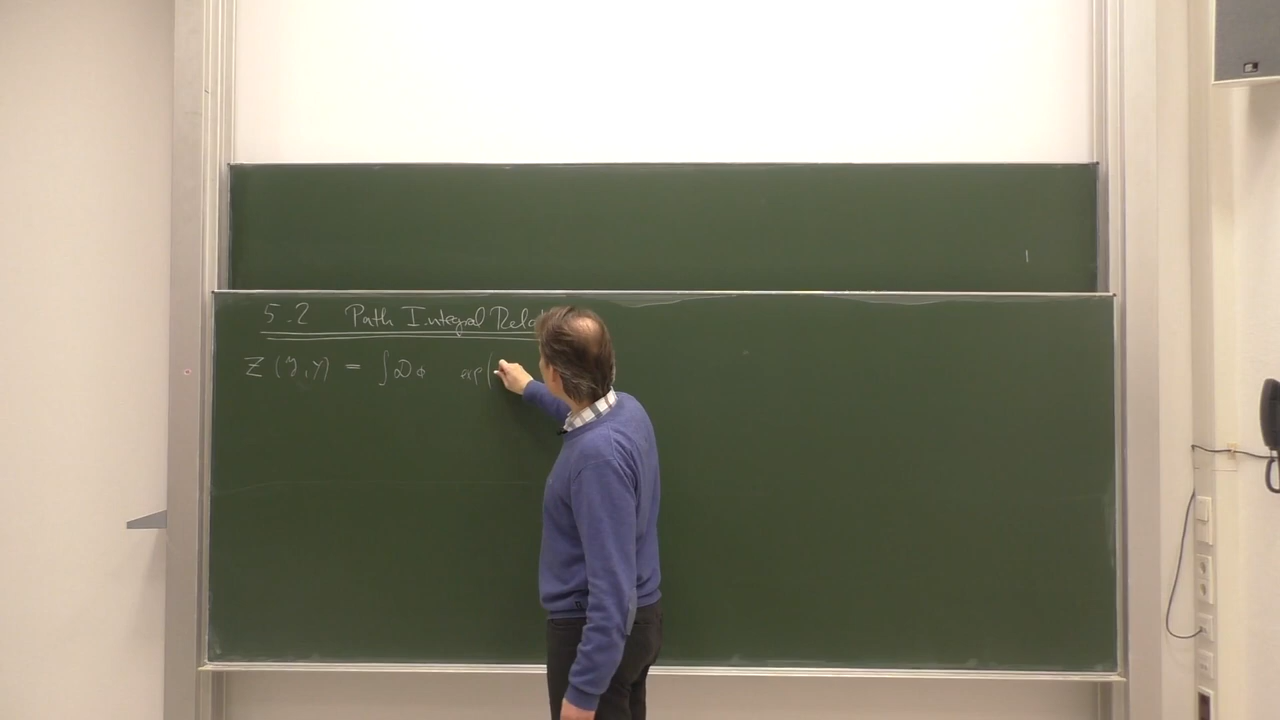 5.2 Path Integral Rela
Z(J,Y) = ∫Dφ exp(